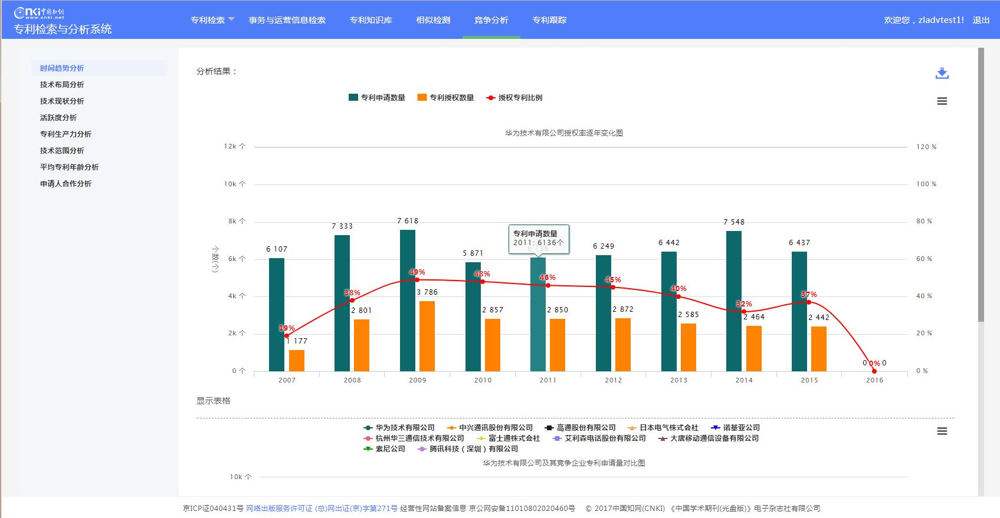 Cnki中国知网
www.cnki.net
专利检索与分析系统
专利检索 事务与运营信息检索 专利知识库 相似检测 竞争分析 专利跟踪
欢迎您，zladvtest1! 退出
时间趋势分析
技术布局分析
技术现状分析
活跃度分析
专利生产力分析
技术范围分析
平均专利年龄分析
申请人合作分析
分析结果：
专利申请数量 专利授权数量 授权专利比例
华为技术有限公司授权率逐年变化图
12k 个 120 %
10k 个 100 %
8k 个 80 %
6k 个 60 %
4k 个 40 %
2k 个 20 %
0 个 0 %
个数(个)
6 107 7 333 7 618 5 871 6 136 6 249 6 442 7 548 6 437 0
专利申请数量
2011: 6136个
19% 38% 49% 48% 46% 45% 40% 32% 37% 0%
1 177 2 801 3 786 2 857 2 850 2 872 2 585 2 464 2 442 0
2007 2008 2009 2010 2011 2012 2013 2014 2015 2016
显示表格
华为技术有限公司 中兴通讯股份有限公司 高通股份有限公司 日本电气株式会社 诺基亚公司
杭州华三通信技术有限公司 富士通株式会社 艾利森电话股份有限公司 大唐移动通信设备有限公司
索尼公司 腾讯科技（深圳）有限公司
华为技术有限公司及其竞争企业专利申请量对比图
10k 个
京ICP证040431号 网络出版服务许可证 (总)网出证(京)字第271号 经营性网站备案信息 京公网安备11010802020460号 © 2017中国知网(CNKI) 《中国学术期刊(光盘版)》电子杂志社有限公司